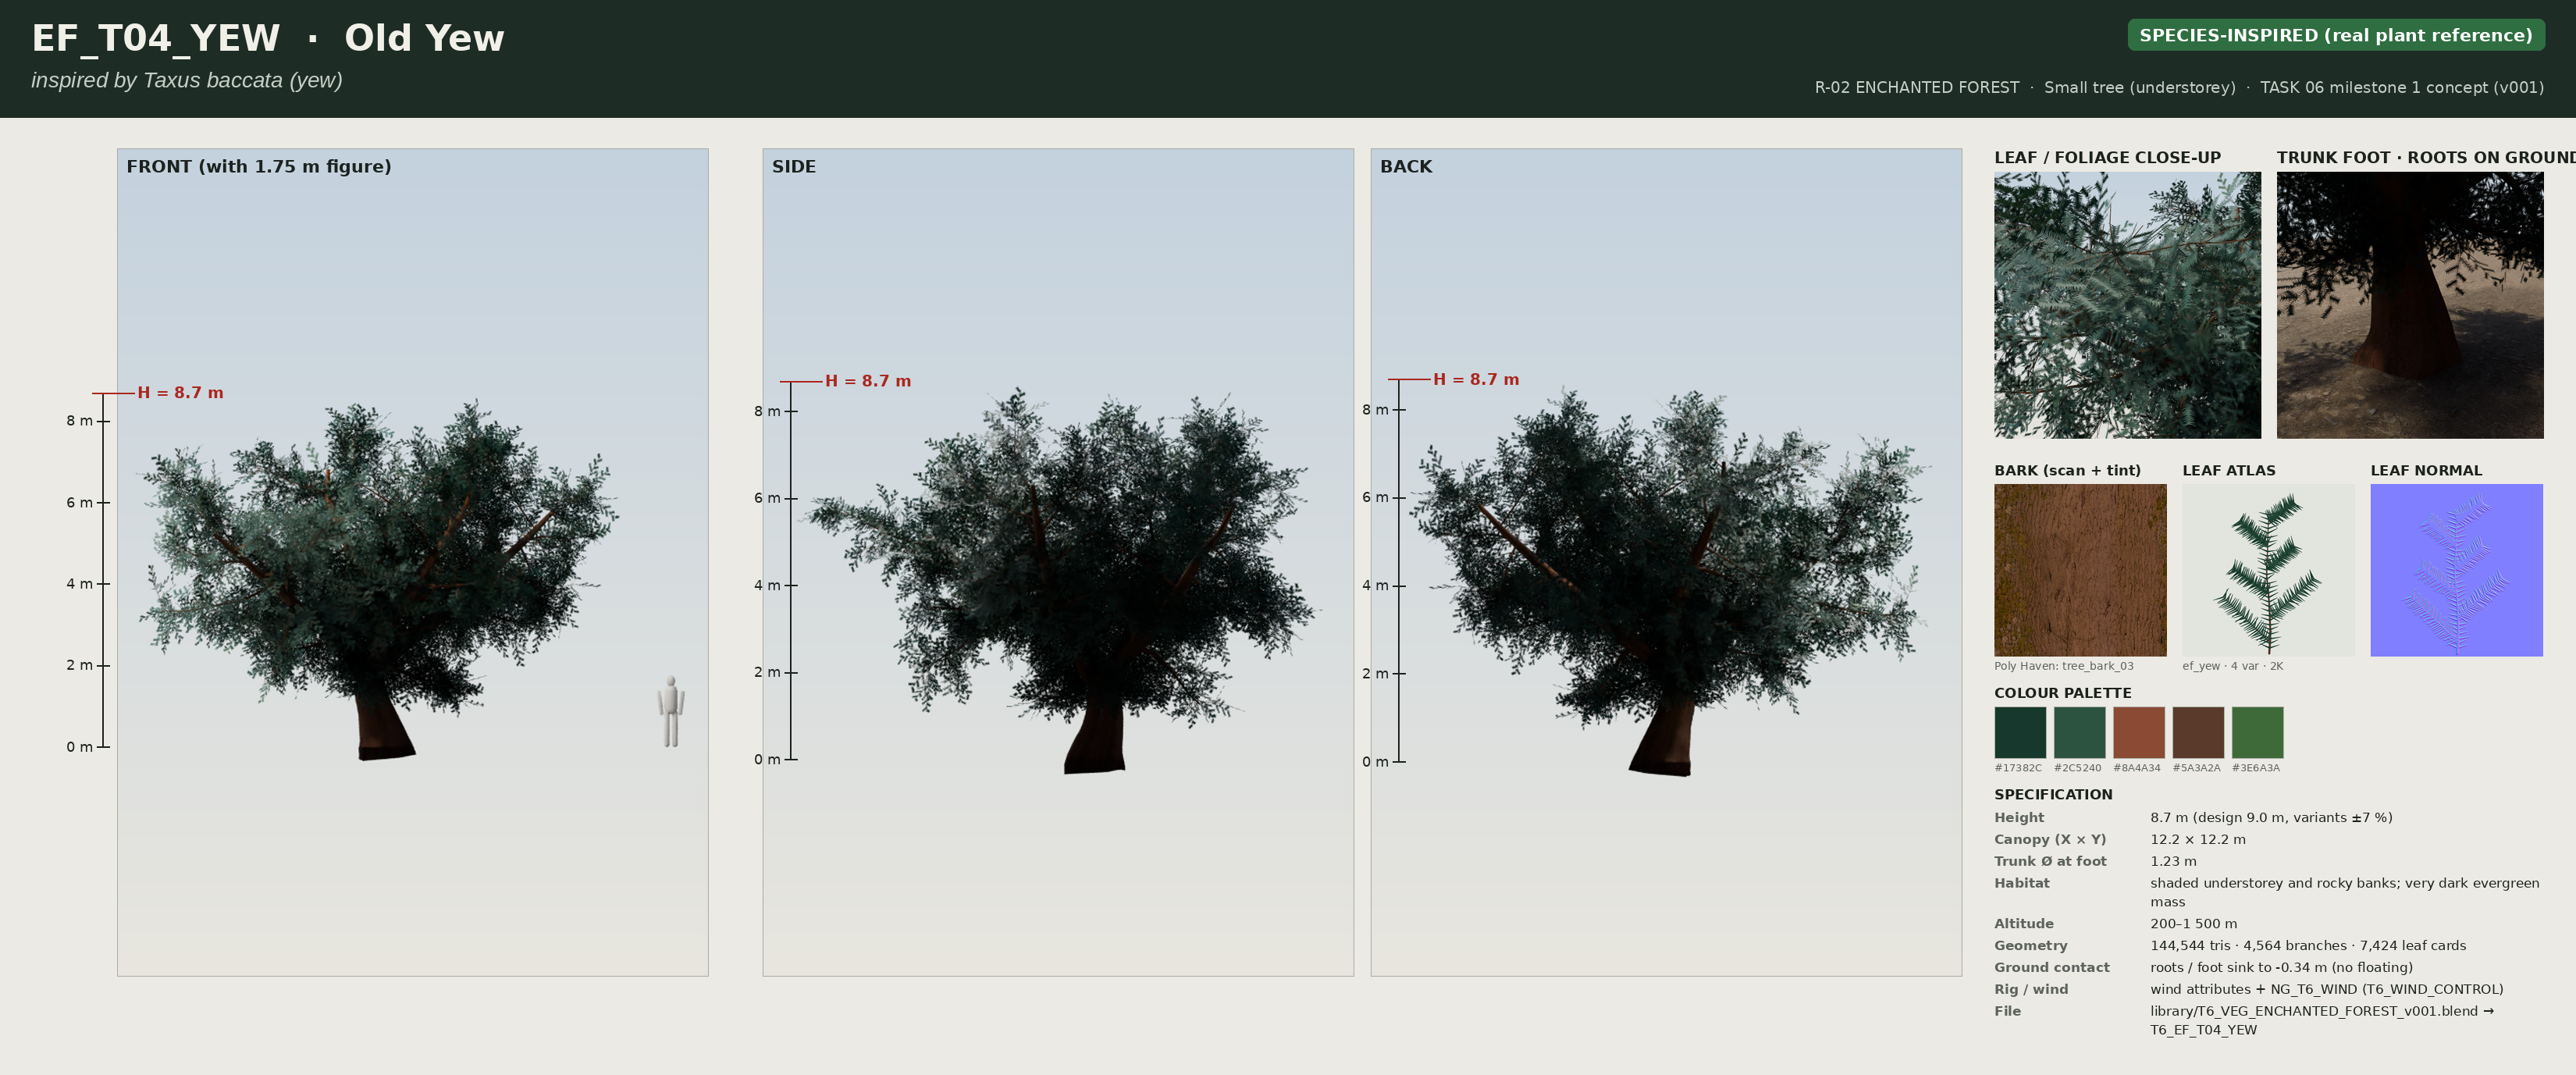 EF_T04_YEW · Old Yew
inspired by Taxus baccata (yew)
SPECIES-INSPIRED (real plant reference)
R-02 ENCHANTED FOREST · Small tree (understorey) · TASK 06 milestone 1 concept (v001)
FRONT (with 1.75 m figure)
H = 8.7 m
8 m
6 m
4 m
2 m
0 m
SIDE
H = 8.7 m
8 m
6 m
4 m
2 m
0 m
BACK
H = 8.7 m
8 m
6 m
4 m
2 m
0 m
LEAF / FOLIAGE CLOSE-UP
TRUNK FOOT · ROOTS ON GROUND
BARK (scan + tint)
LEAF ATLAS
LEAF NORMAL
Poly Haven: tree_bark_03
ef_yew · 4 var · 2K
COLOUR PALETTE
#17382C #2C5240 #8A4A34 #5A3A2A #3E6A3A
SPECIFICATION
Height 8.7 m (design 9.0 m, variants ±7 %)
Canopy (X × Y) 12.2 × 12.2 m
Trunk Ø at foot 1.23 m
Habitat shaded understorey and rocky banks; very dark evergreen
mass
Altitude 200–1 500 m
Geometry 144,544 tris · 4,564 branches · 7,424 leaf cards
Ground contact roots / foot sink to -0.34 m (no floating)
Rig / wind wind attributes + NG_T6_WIND (T6_WIND_CONTROL)
File library/T6_VEG_ENCHANTED_FOREST_v001.blend →
T6_EF_T04_YEW